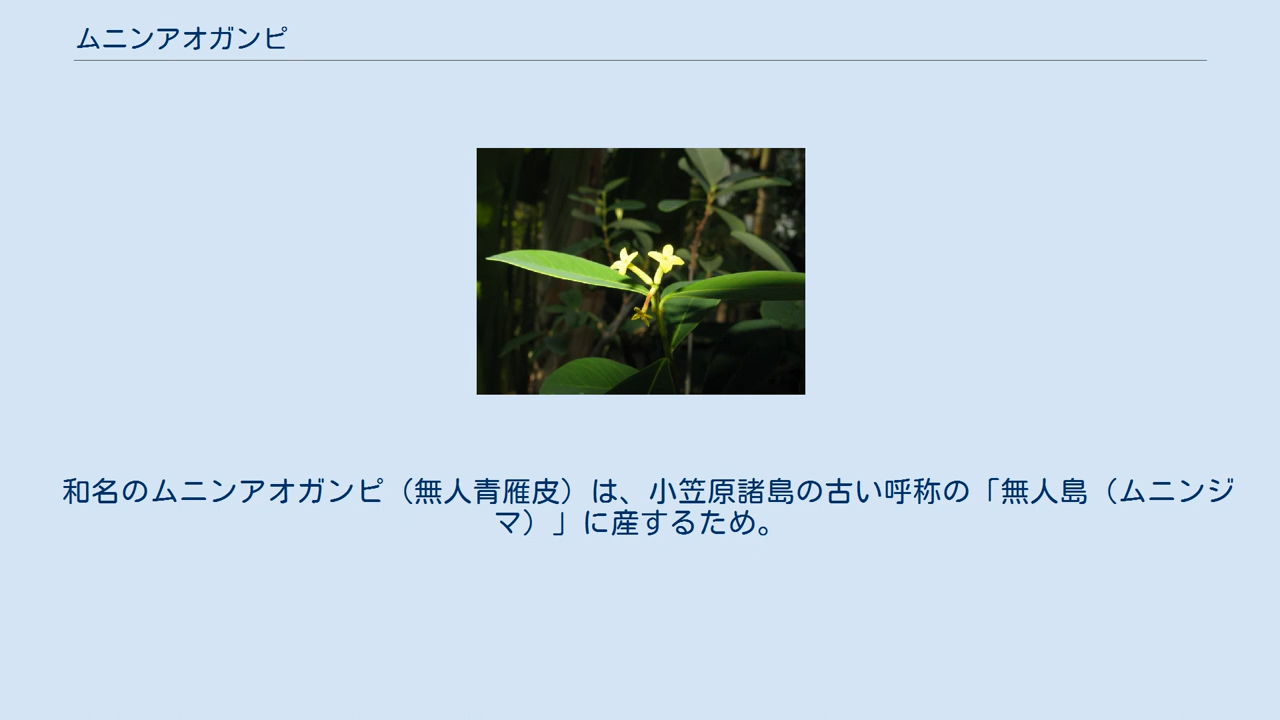 ムニンアオガンピ
和名のムニンアオガンピ（無人青雁皮）は、小笠原諸島の古い呼称の「無人島（ムニンジ
マ）」に産するため。